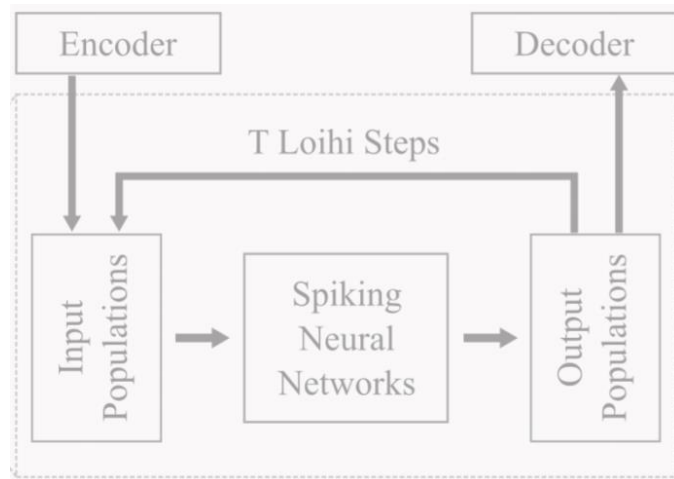 Encoder
Decoder
T Loihi Steps
Input
Populations
Spiking
Neural
Networks
Output
Populations